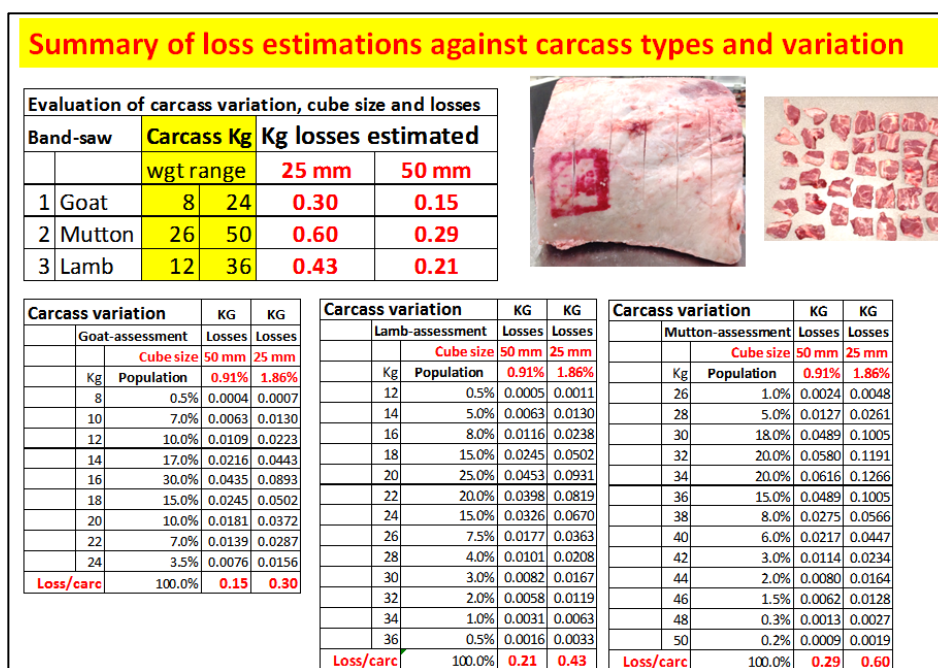 Summary of loss estimations against carcass types and variation
Evaluation of carcass variation, cube size and losses
Band-saw Carcass Kg Kg losses estimated
wgt range 25 mm 50 mm
1 Goat 8 24 0.30 0.15
2 Mutton 26 50 0.60 0.29
3 Lamb 12 36 0.43 0.21
Carcass variation KG KG
Goat-assessment Losses Losses
Cube size 50 mm 25 mm
Kg Population 0.91% 1.86%
8 0.5% 0.0004 0.0007
10 7.0% 0.0063 0.0130
12 10.0% 0.0109 0.0223
14 17.0% 0.0216 0.0443
16 30.0% 0.0435 0.0893
18 15.0% 0.0245 0.0502
20 10.0% 0.0181 0.0372
22 7.0% 0.0139 0.0287
24 3.5% 0.0076 0.0156
Loss/carc 100.0% 0.15 0.30
Carcass variation KG KG
Lamb-assessment Losses Losses
Cube size 50 mm 25 mm
Kg Population 0.91% 1.86%
12 0.5% 0.0005 0.0011
14 5.0% 0.0063 0.0130
16 8.0% 0.0116 0.0238
18 15.0% 0.0245 0.0502
20 25.0% 0.0453 0.0931
22 20.0% 0.0398 0.0819
24 15.0% 0.0326 0.0670
26 7.5% 0.0177 0.0363
28 4.0% 0.0101 0.0208
30 3.0% 0.0082 0.0167
32 2.0% 0.0058 0.0119
34 1.0% 0.0031 0.0063
36 0.5% 0.0016 0.0033
Loss/carc 100.0% 0.21 0.43
Carcass variation KG KG
Mutton-assessment Losses Losses
Cube size 50 mm 25 mm
Kg Population 0.91% 1.86%
26 1.0% 0.0024 0.0048
28 5.0% 0.0127 0.0261
30 18.0% 0.0489 0.1005
32 20.0% 0.0580 0.1191
34 20.0% 0.0616 0.1266
36 15.0% 0.0489 0.1005
38 8.0% 0.0275 0.0566
40 6.0% 0.0217 0.0447
42 3.0% 0.0114 0.0234
44 2.0% 0.0080 0.0164
46 1.5% 0.0062 0.0128
48 0.3% 0.0013 0.0027
50 0.2% 0.0009 0.0019
Loss/carc 100.0% 0.29 0.60